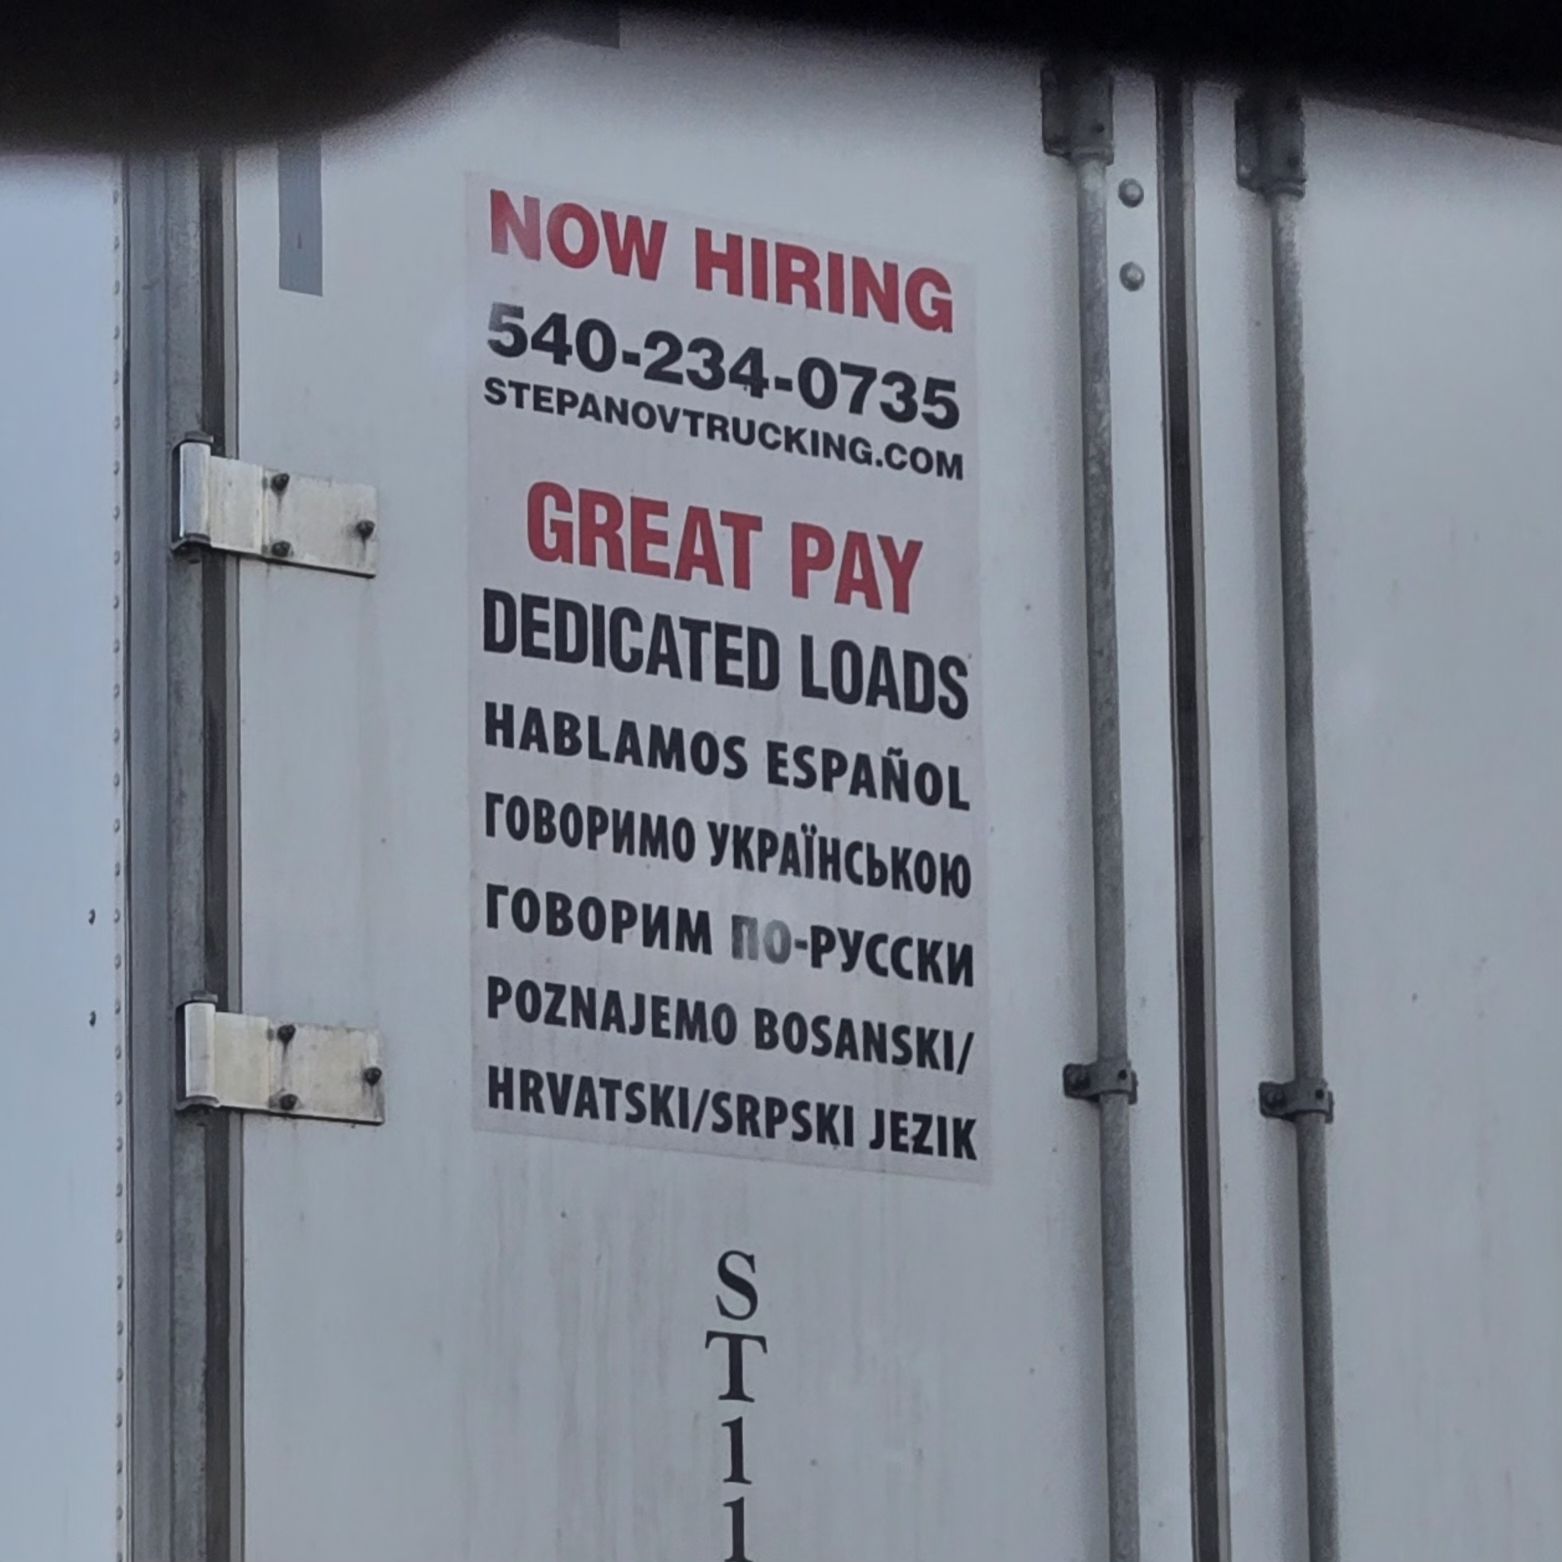 NOW HIRING
540-234-0735
STEPANOVTRUCKING.COM
GREAT PAY
DEDICATED LOADS
HABLAMOS ESPAÑOL
ГОВОРИМО УКРАЇНСЬКОЮ
ГОВОРИМ ПО-РУССКИ
POZNAJEMO BOSANSKI/
HRVATSKI/SRPSKI JEZIK
S
T
1
1